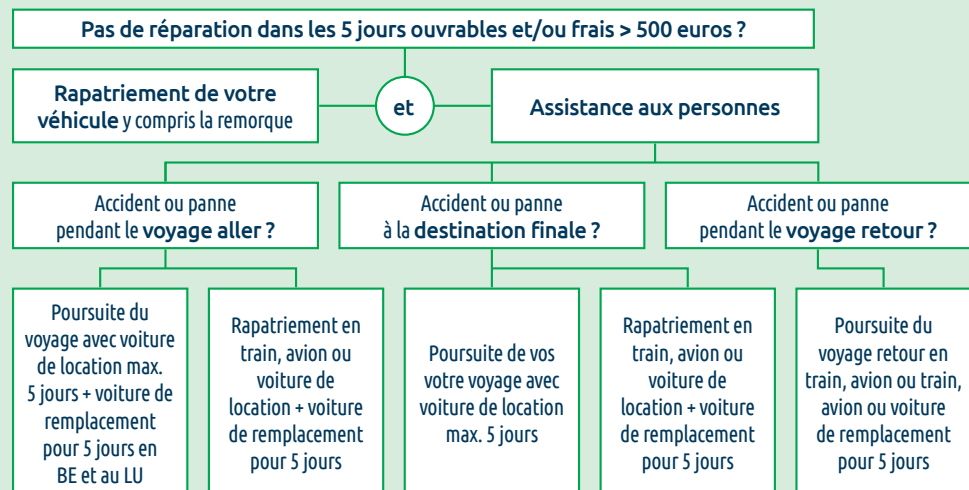 Pas de réparation dans les 5 jours ouvrables et/ou frais > 500 euros ?
Rapatriement de votre
véhicule y compris la remorque
et
Assistance aux personnes
Accident ou panne
pendant le voyage aller ?
Accident ou panne
à la destination finale ?
Accident ou panne
pendant le voyage retour ?
Poursuite du
voyage avec voiture
de location max.
5 jours + voiture de
remplacement
pour 5 jours en
BE et au LU
Rapatriement en
train, avion ou
voiture de
location + voiture
de remplacement
pour 5 jours
Poursuite de vos
votre voyage avec
voiture de location
max. 5 jours
Rapatriement en
train, avion ou
voiture de
location + voiture
de remplacement
pour 5 jours
Poursuite du
voyage retour en
train, avion ou train,
avion ou voiture
de remplacement
pour 5 jours